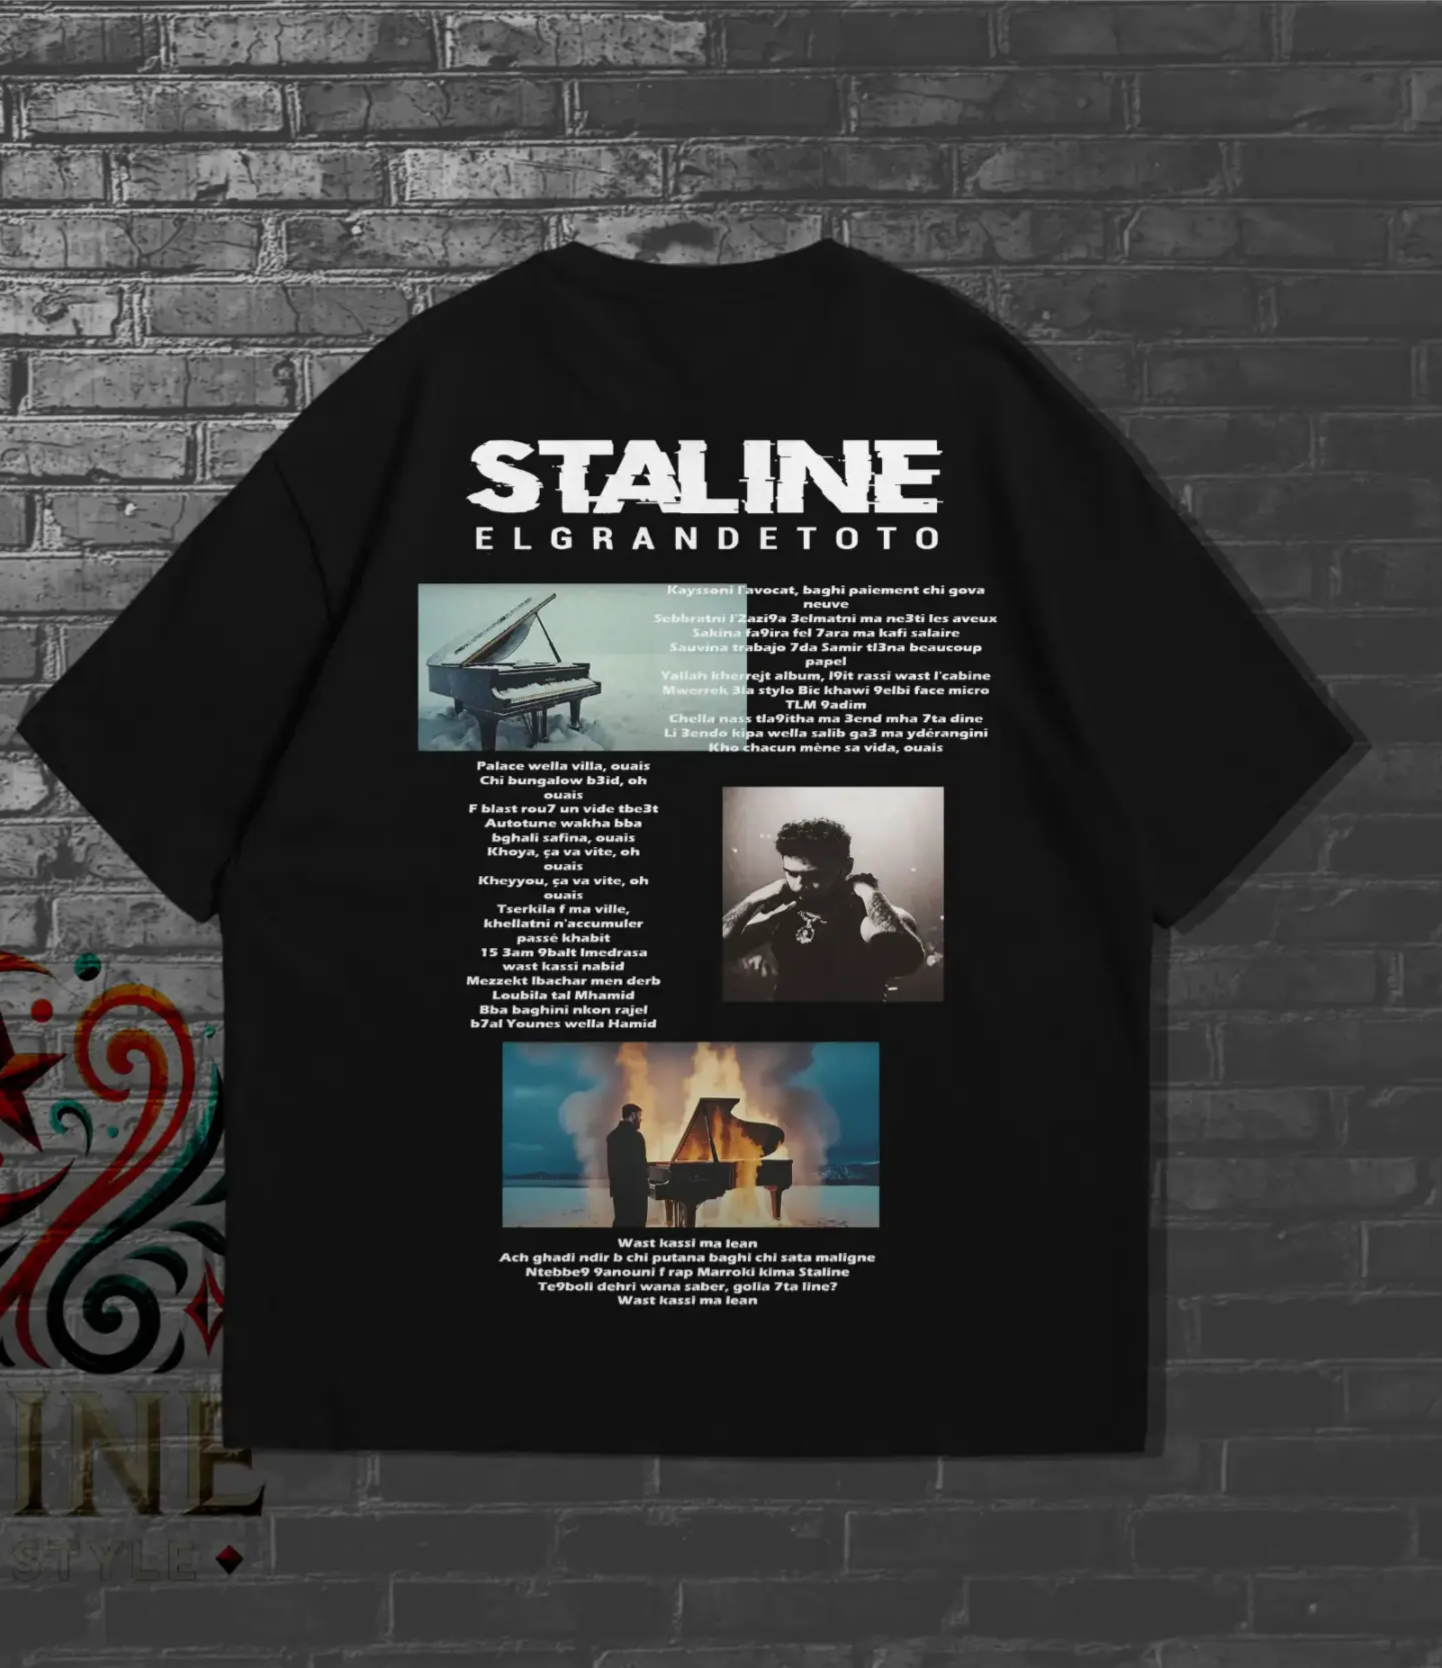 STALINE
ELGRANDETOTO
Kayssoni l'avocat, baghi paiement chi gova
neuve
Sebbratni l'2azi9a 3elmatni ma ne3ti les aveux
Sakina fa9ira fel 7ara ma kafi salaire
Sauvina trabajo 7da Samir tl3na beaucoup
papel
Yallah kherrejt album, l9it rassi wast l'cabine
Mwerrek 3la stylo Bic khawi 9elbi face micro
TLM 9adim
Chella nass tla9itha ma 3end mha 7ta dine
Li 3endo kipa wella salib ga3 ma ydérangini
Kho chacun mène sa vida, ouais
Palace wella villa, ouais
Chi bungalow b3id, oh
ouais
F blast rou7 un vide tbe3t
Autotune wakha bba
bghali safina, ouais
Khoya, ça va vite, oh
ouais
Kheyyou, ça va vite, oh
ouais
Tserkila f ma ville,
khellatni n'accumuler
passé khabit
15 3am 9balt lmedrasa
wast kassi nabid
Mezzekt lbachar men derb
Loubila tal Mhamid
Bba baghini nkon rajel
b7al Younes wella Hamid
Wast kassi ma lean
Ach ghadi ndir b chi putana baghi chi sata maligne
Ntebbe9 9anouni f rap Marroki kima Staline
Te9boli dehri wana saber, golia 7ta line?
Wast kassi ma lean
INE
STYLE